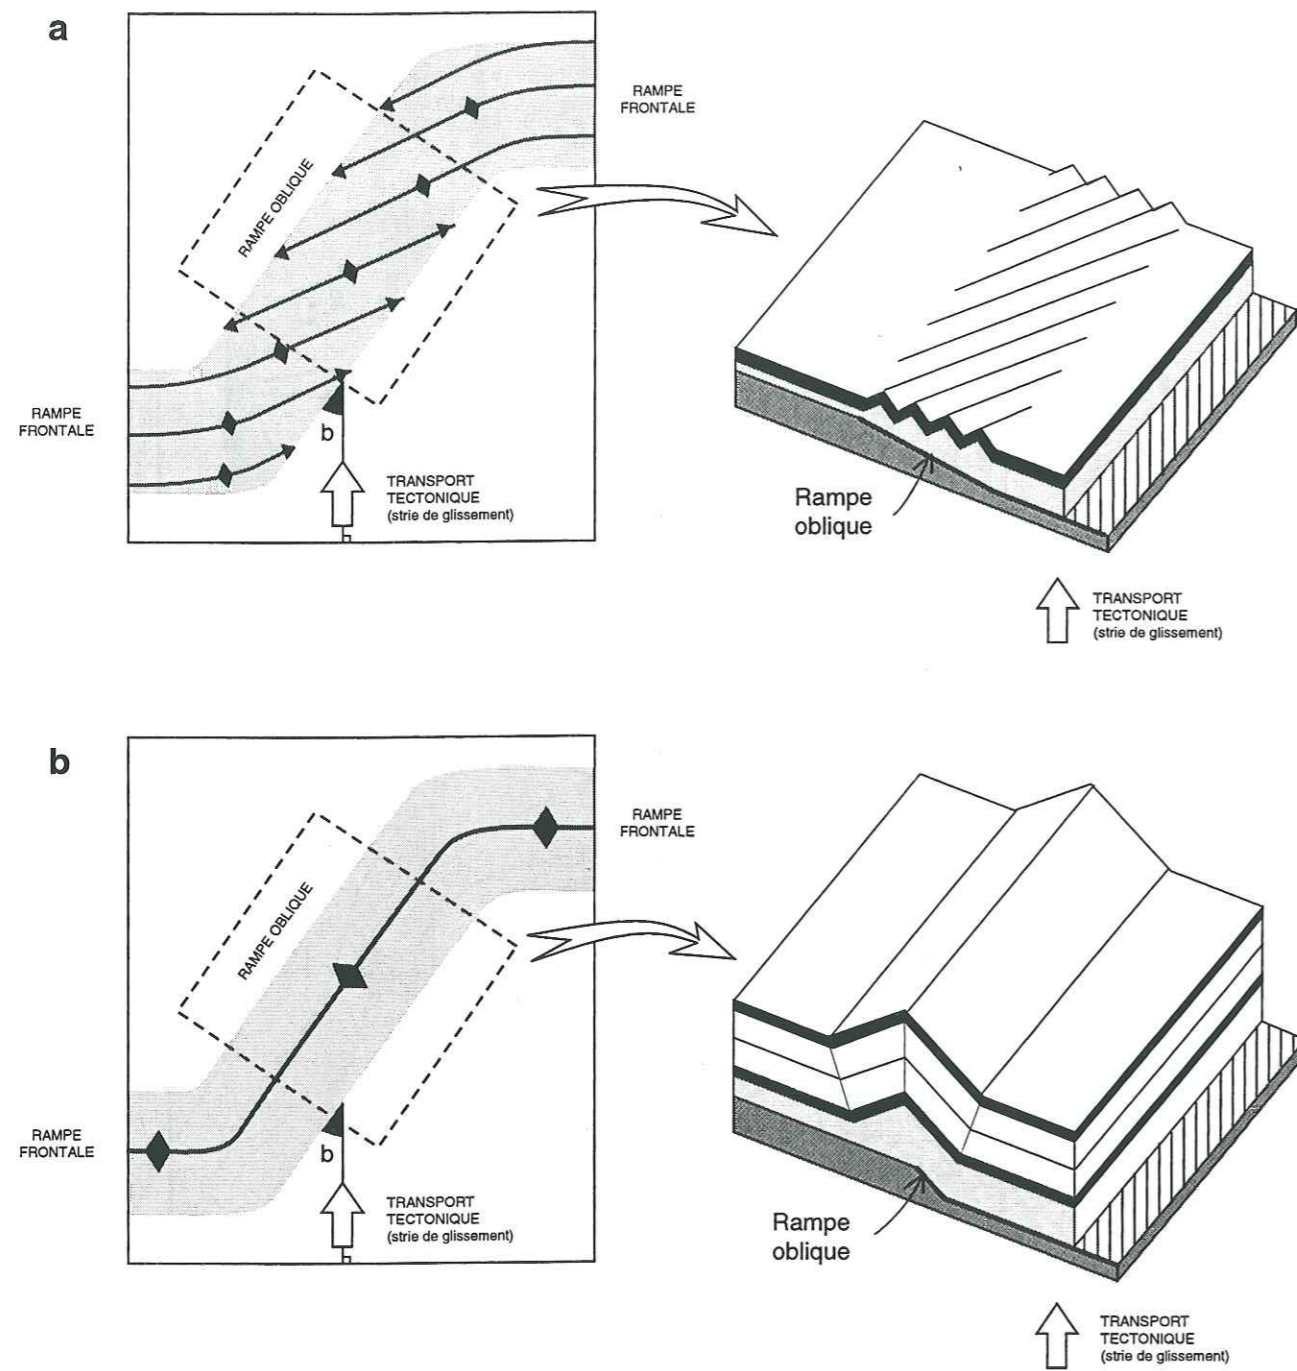 a
RAMPE
FRONTALE
RAMPE OBLIQUE
RAMPE
FRONTALE
b
TRANSPORT
TECTONIQUE
(strie de glissement)
Rampe
oblique
TRANSPORT
TECTONIQUE
(strie de glissement)
b
RAMPE
FRONTALE
RAMPE OBLIQUE
RAMPE
FRONTALE
b
TRANSPORT
TECTONIQUE
(strie de glissement)
Rampe
oblique
TRANSPORT
TECTONIQUE
(strie de glissement)